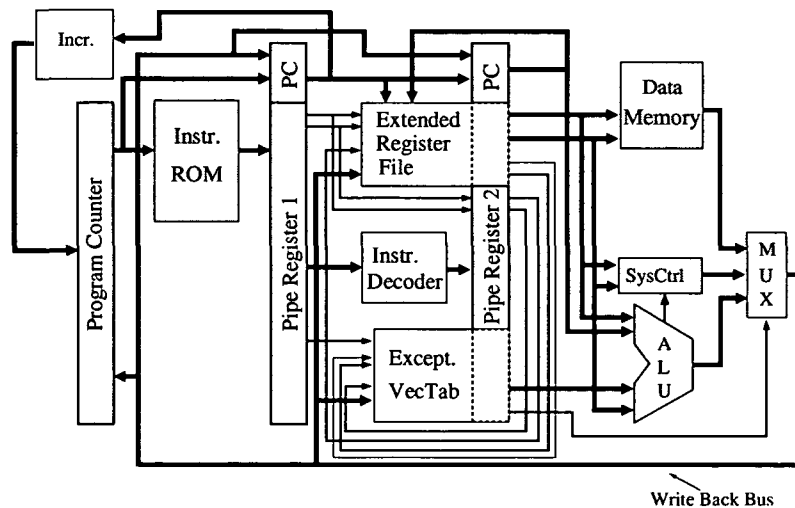 Incr.
Program Counter
Instr.
ROM
PC
Pipe Register 1
Extended
Register
File
Instr.
Decoder
Except.
VecTab
PC
Pipe Register 2
Data
Memory
SysCtrl
A
L
U
M
U
X
Write Back Bus